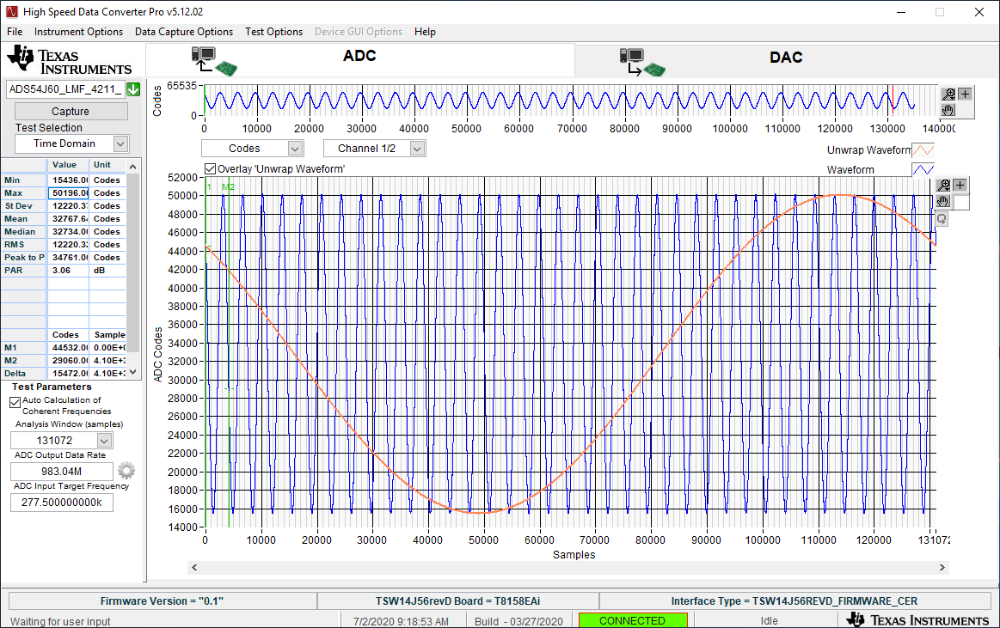 High Speed Data Converter Pro v5.12.02
File Instrument Options Data Capture Options Test Options Device GUI Options Help
TEXAS INSTRUMENTS
ADC
DAC
ADS54J60_LMF_4211_
Capture
Test Selection
Time Domain
Value Unit
Min 15436.00 Codes
Max 50196.00 Codes
St Dev 12220.37 Codes
Mean 32767.64 Codes
Median 32734.00 Codes
RMS 12220.32 Codes
Peak to P 34761.00 Codes
PAR 3.06 dB
Codes Sample
M1 44532.00 0.00E+0
M2 29060.00 4.10E+3
Delta 15472.00 4.10E+3
Test Parameters
Auto Calculation of
Coherent Frequencies
Analysis Window (samples)
131072
ADC Output Data Rate
983.04M
ADC Input Target Frequency
277.500000000k
Codes
65535
0
0 10000 20000 30000 40000 50000 60000 70000 80000 90000 100000 110000 120000 130000 140000
Codes
Channel 1/2
Unwrap Waveform
Overlay 'Unwrap Waveform'
Waveform
1 M2
ADC Codes
52000
50000
48000
46000
44000
42000
40000
38000
36000
34000
32000
30000
28000
26000
24000
22000
20000
18000
16000
14000
0 10000 20000 30000 40000 50000 60000 70000 80000 90000 100000 110000 120000 131072
Samples
Firmware Version = "0.1"
TSW14J56revD Board = T8158EAi
Interface Type = TSW14J56REVD_FIRMWARE_CER
Waiting for user input
7/2/2020 9:18:53 AM
Build - 03/27/2020
CONNECTED
Idle
TEXAS INSTRUMENTS